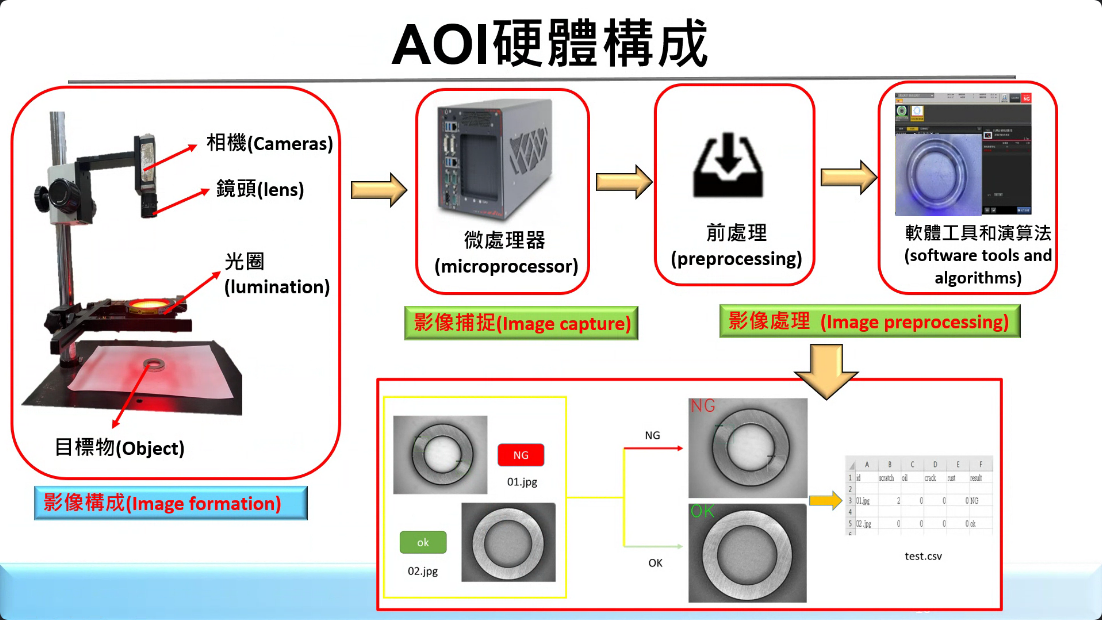 AOI硬體構成
相機(Cameras)
鏡頭(lens)
光圈
(lumination)
目標物(Object)
影像構成(Image formation)
微處理器
(microprocessor)
影像捕捉(Image capture)
前處理
(preprocessing)
軟體工具和演算法
(software tools and
algorithms)
影像處理 (Image preprocessing)
NG
01.jpg
ok
02.jpg
NG
OK
NG
OK
A B C D E F
1 id scratch oil crack rust result
2
3 01.jpg 2 0 0 0 NG
4
5 02.jpg 0 0 0 0 ok
test.csv